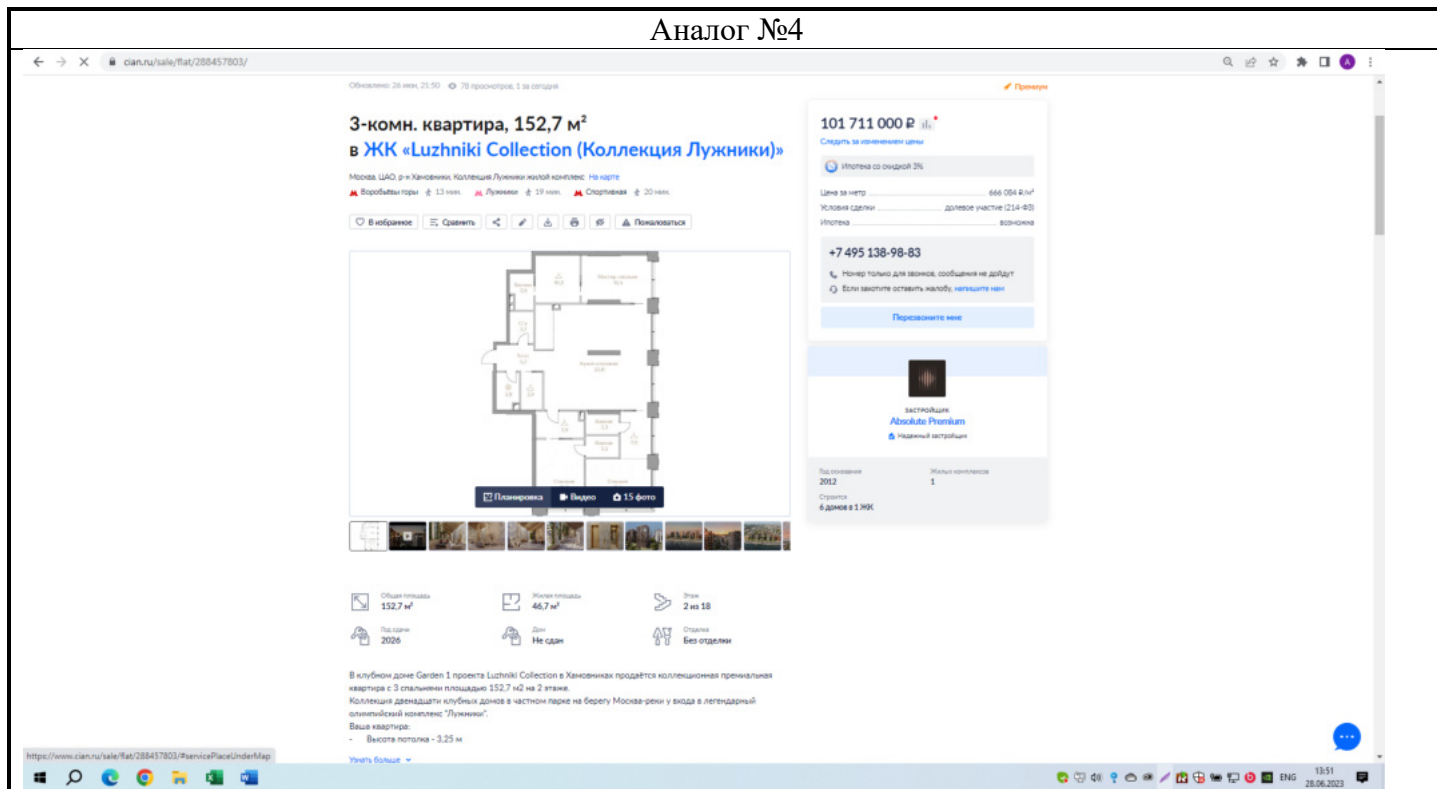 Аналог №4
cian.ru/sale/flat/288457803/
Обновлено: 26 июн, 21:50 78 просмотров, 1 за сегодня
Премиум
3-комн. квартира, 152,7 м²
в ЖК «Luzhniki Collection (Коллекция Лужники)»
Москва, ЦАО, р-н Хамовники, Коллекция Лужники жилой комплекс На карте
Воробьёвы горы 13 мин. Лужники 19 мин. Спортивная 20 мин.
В избранное Сравнить Пожаловаться
101 711 000 ₽
Следить за изменением цены
Ипотека со скидкой 3%
Цена за метр 666 084 ₽/м²
Условия сделки долевое участие (214-ФЗ)
Ипотека возможна
+7 495 138-98-83
Номер только для звонков, сообщения не дойдут
Если захотите оставить жалобу, напишите нам
Перезвоните мне
ЗАСТРОЙЩИК
Absolute Premium
Надежный застройщик
Год основания Жилых комплексов
2012 1
Строится
6 домов в 1 ЖК
Планировка Видео 15 фото
Общая площадь Жилая площадь Этаж
152,7 м² 46,7 м² 2 из 18
Год сдачи Дом Отделка
2026 Не сдан Без отделки
В клубном доме Garden 1 проекта Luzhniki Collection в Хамовниках продаётся коллекционная премиальная
квартира с 3 спальнями площадью 152,7 м2 на 2 этаже.
Коллекция двенадцати клубных домов в частном парке на берегу Москва-реки у входа в легендарный
олимпийский комплекс "Лужники".
Ваша квартира:
- Высота потолка - 3,25 м
Узнать больше
https://www.cian.ru/sale/flat/288457803/#servicePlaceUnderMap
ENG 13:51
28.06.2023